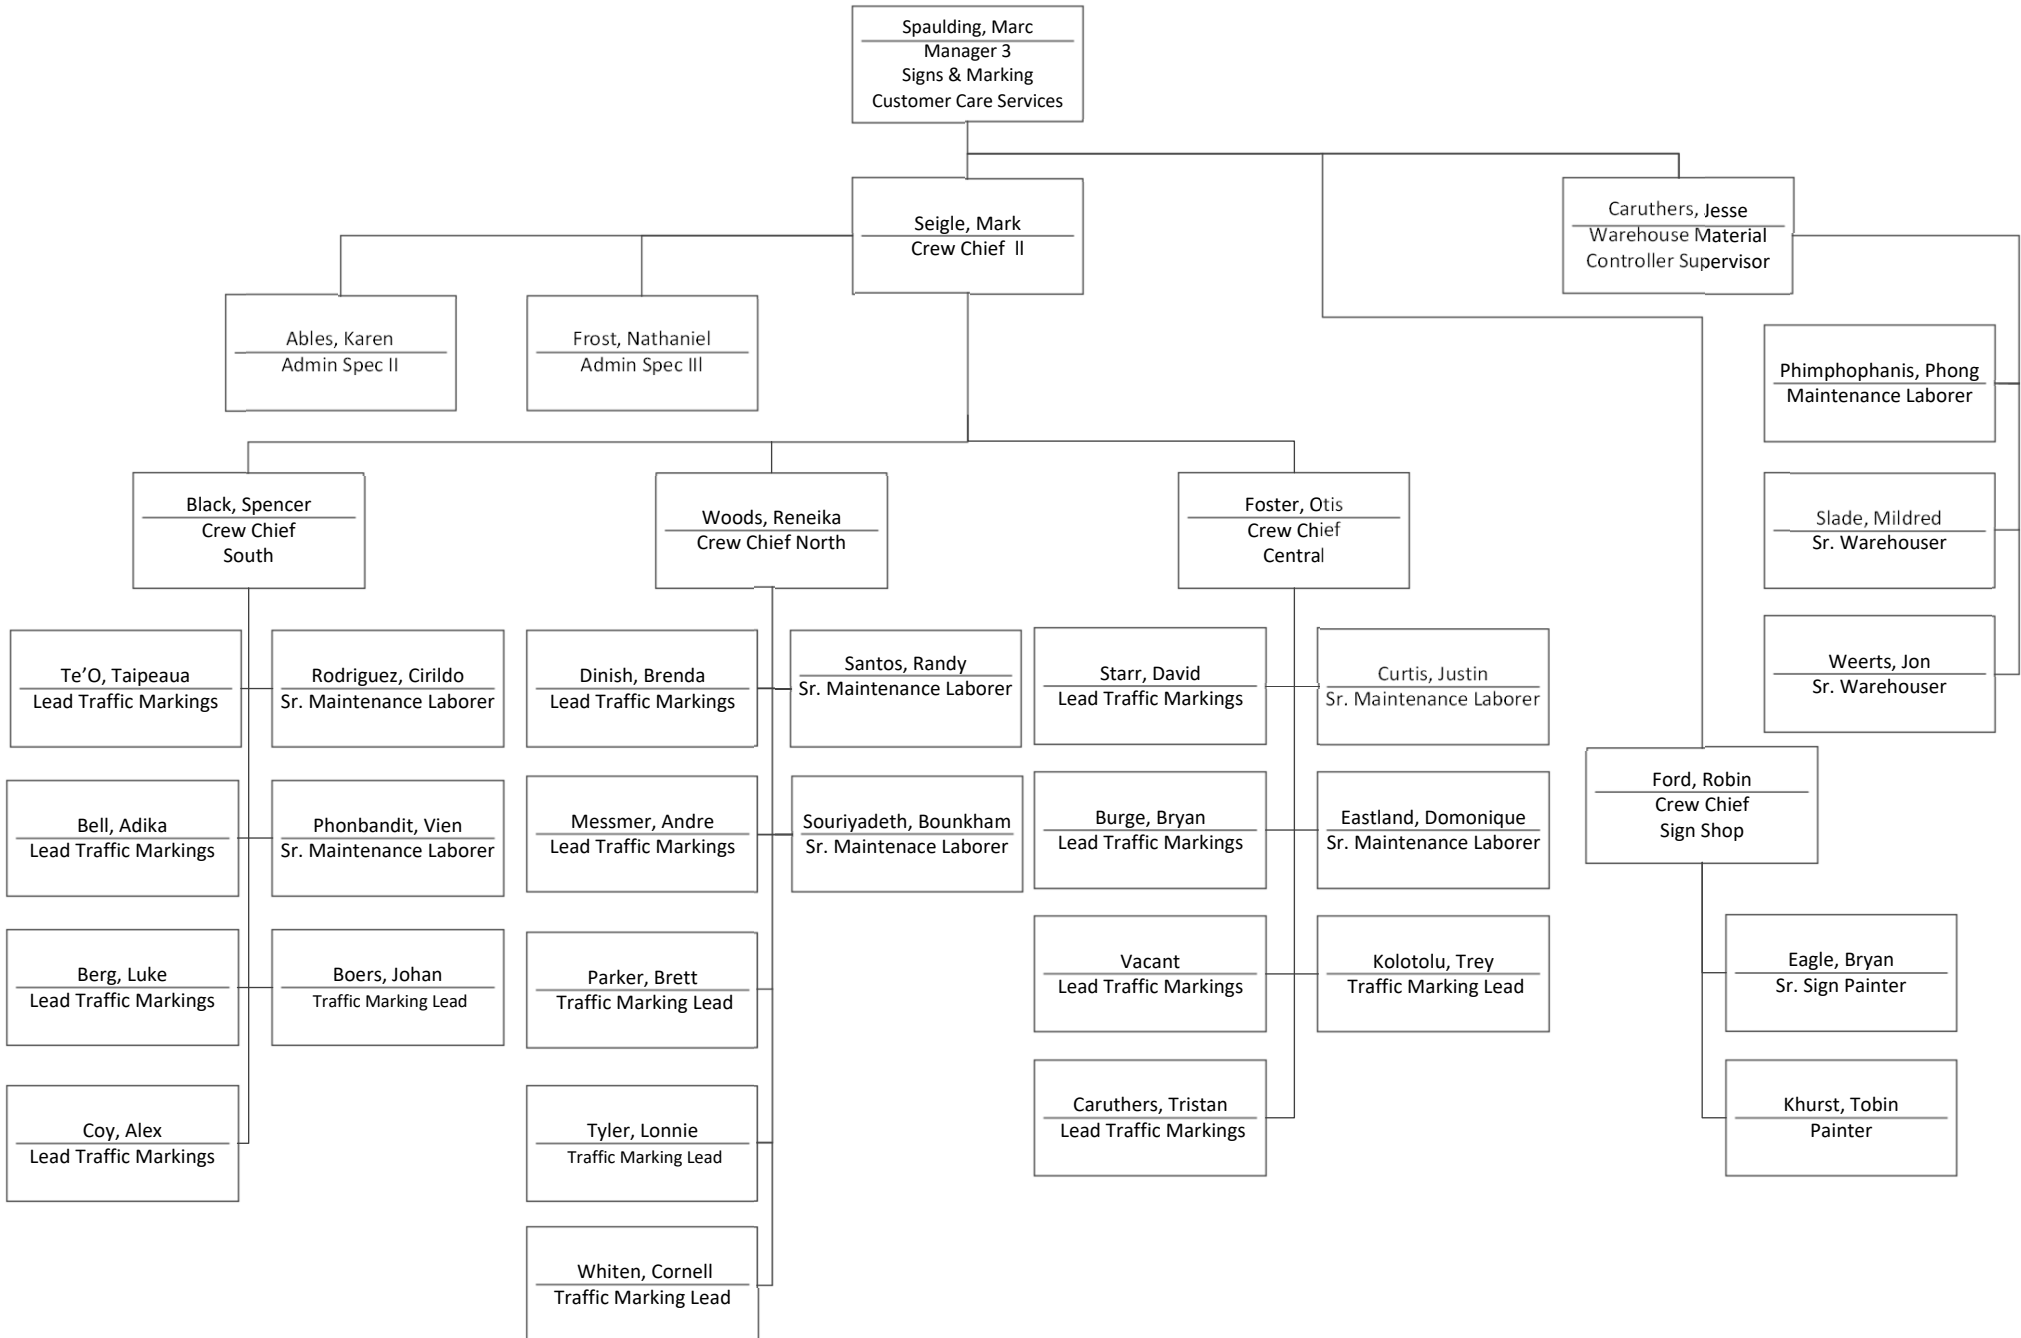 Spaulding, Marc
Manager 3
Signs & Marking
Customer Care Services
Seigle, Mark
Crew Chief II
Caruthers, Jesse
Warehouse Material
Controller Supervisor
Ables, Karen
Admin Spec II
Frost, Nathaniel
Admin Spec III
Phimphophanis, Phong
Maintenance Laborer
Slade, Mildred
Sr. Warehouser
Weerts, Jon
Sr. Warehouser
Black, Spencer
Crew Chief
South
Woods, Reneika
Crew Chief North
Foster, Otis
Crew Chief
Central
Te’O, Taipeaua
Lead Traffic Markings
Rodriguez, Cirildo
Sr. Maintenance Laborer
Bell, Adika
Lead Traffic Markings
Phonbandit, Vien
Sr. Maintenance Laborer
Berg, Luke
Lead Traffic Markings
Boers, Johan
Traffic Marking Lead
Coy, Alex
Lead Traffic Markings
Dinish, Brenda
Lead Traffic Markings
Santos, Randy
Sr. Maintenance Laborer
Messmer, Andre
Lead Traffic Markings
Souriyadeth, Bounkham
Sr. Maintenace Laborer
Parker, Brett
Traffic Marking Lead
Tyler, Lonnie
Traffic Marking Lead
Whiten, Cornell
Traffic Marking Lead
Starr, David
Lead Traffic Markings
Curtis, Justin
Sr. Maintenance Laborer
Burge, Bryan
Lead Traffic Markings
Eastland, Domonique
Sr. Maintenance Laborer
Vacant
Lead Traffic Markings
Kolotolu, Trey
Traffic Marking Lead
Caruthers, Tristan
Lead Traffic Markings
Ford, Robin
Crew Chief
Sign Shop
Eagle, Bryan
Sr. Sign Painter
Khurst, Tobin
Painter